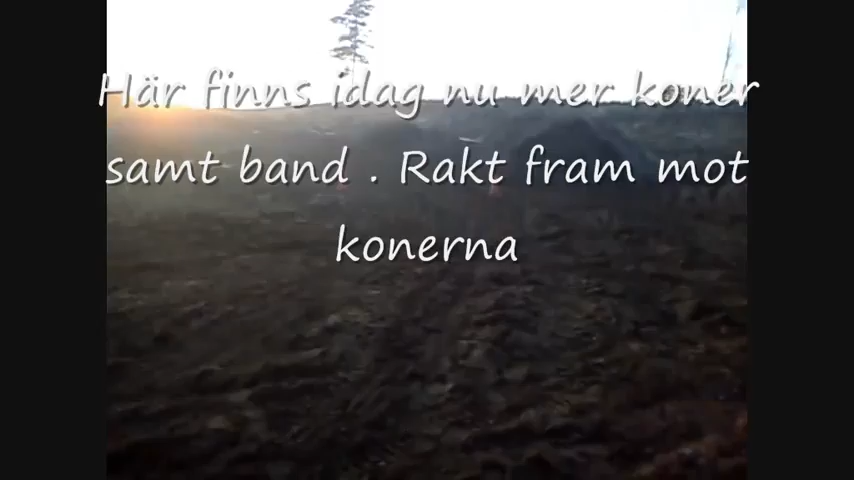 Här finns idag nu mer koner
samt band . Rakt fram mot
konerna